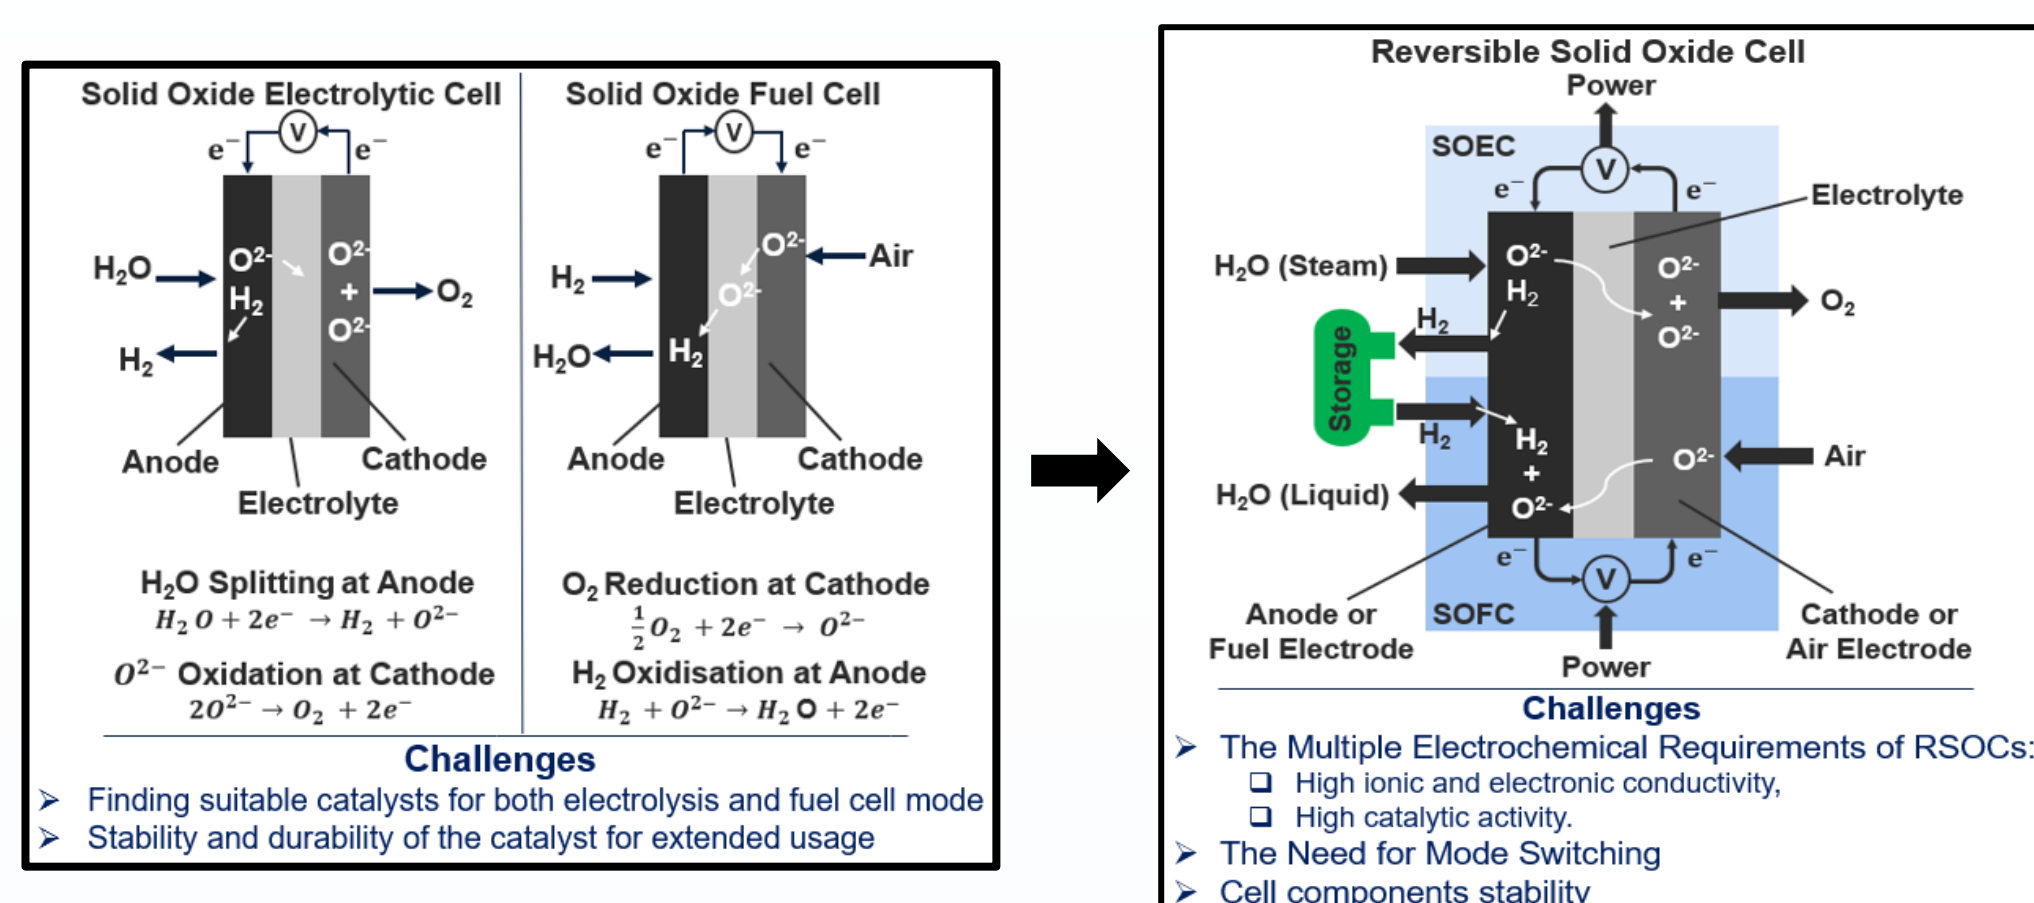 Solid Oxide Electrolytic Cell
V
e⁻ e⁻
H₂O
O²⁻
H₂
O²⁻
+
O²⁻
O₂
H₂
Anode
Cathode
Electrolyte
H₂O Splitting at Anode
H₂O + 2e⁻ → H₂ + O²⁻
O²⁻ Oxidation at Cathode
2O²⁻ → O₂ + 2e⁻
Solid Oxide Fuel Cell
V
e⁻ e⁻
O²⁻
Air
H₂
O²⁻
H₂O
H₂
Anode
Cathode
Electrolyte
O₂ Reduction at Cathode
½O₂ + 2e⁻ → O²⁻
H₂ Oxidisation at Anode
H₂ + O²⁻ → H₂O + 2e⁻
Challenges
➢ Finding suitable catalysts for both electrolysis and fuel cell mode
➢ Stability and durability of the catalyst for extended usage
Reversible Solid Oxide Cell
Power
SOEC
V
e⁻ e⁻
Electrolyte
H₂O (Steam)
O²⁻
H₂
O²⁻
+
O²⁻
O₂
H₂
Storage
H₂
H₂
+
O²⁻
O²⁻
Air
H₂O (Liquid)
e⁻ e⁻
V
SOFC
Anode or
Fuel Electrode
Cathode or
Air Electrode
Power
Challenges
➢ The Multiple Electrochemical Requirements of RSOCs:
❑ High ionic and electronic conductivity,
❑ High catalytic activity.
➢ The Need for Mode Switching
➢ Cell components stability